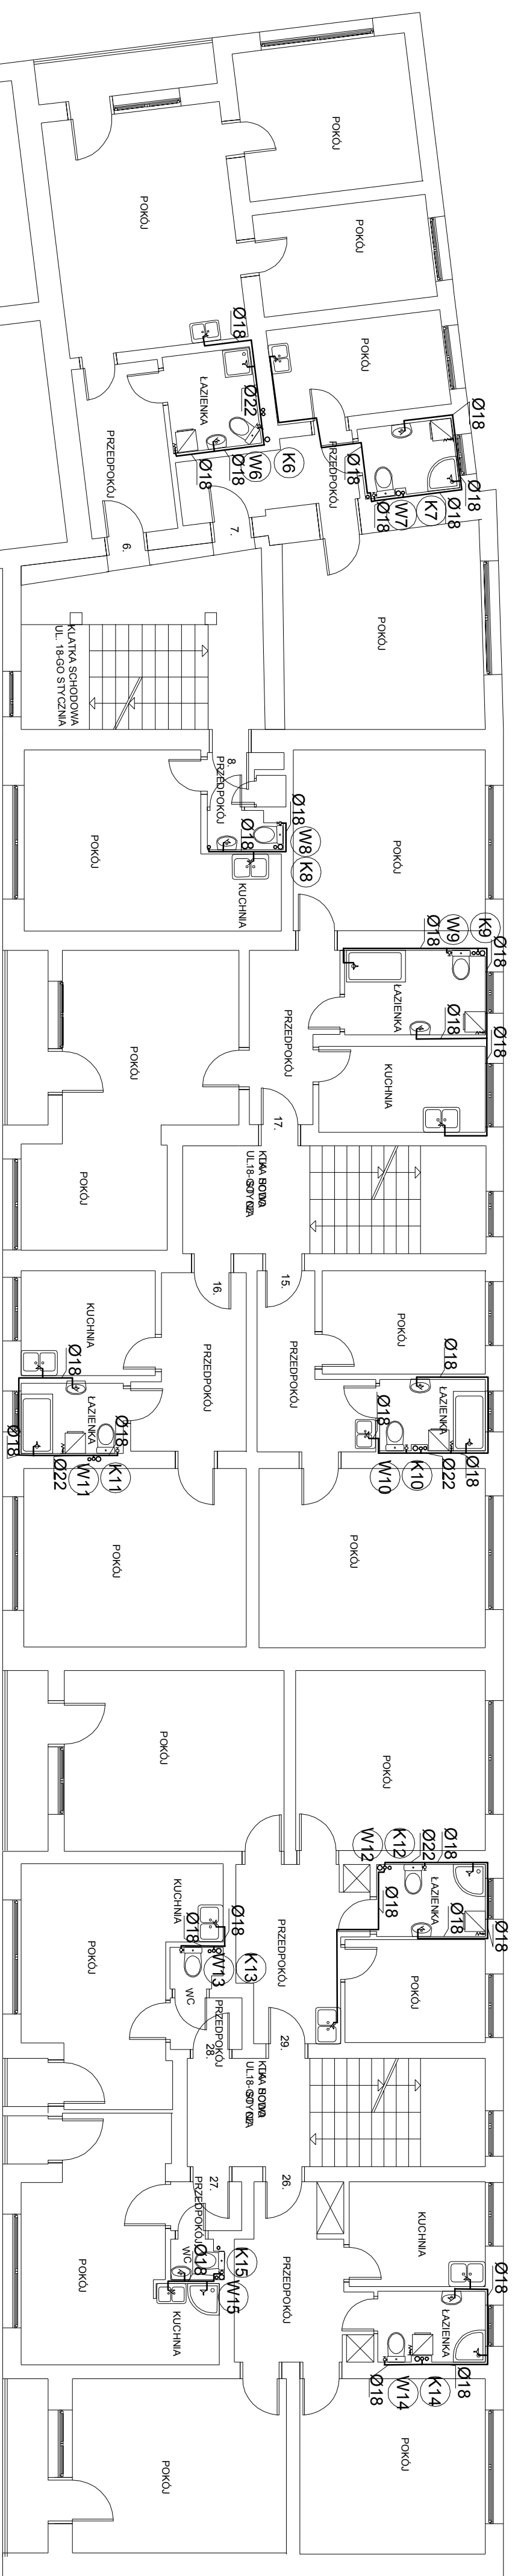 POKÓJ
POKÓJ
POKÓJ
POKÓJ
Ø18
Ø18
ŁAZIENKA
Ø22
Ø18
Ø18
W6
K6
PRZEDPOKÓJ
PRZEDPOKÓJ
Ø18
Ø18
Ø18
Ø18
Ø18
W7
K7
6.
7.
POKÓJ
KLATKA SCHODOWA
UL. 18-GO STYCZNIA
8.
PRZEDPOKÓJ
Ø18
Ø18
W8
K8
KUCHNIA
POKÓJ
POKÓJ
Ø18
W9
K9
Ø18
ŁAZIENKA
Ø18
Ø18
KUCHNIA
PRZEDPOKÓJ
POKÓJ
POKÓJ
17.
16.
15.
KUCHNIA
Ø18
ŁAZIENKA
Ø18
Ø18
Ø22
W11
K11
PRZEDPOKÓJ
PRZEDPOKÓJ
POKÓJ
Ø18
ŁAZIENKA
Ø18
Ø18
Ø22
W10
K10
POKÓJ
POKÓJ
POKÓJ
POKÓJ
W12
K12
Ø22
Ø18
ŁAZIENKA
Ø18
Ø18
Ø18
KUCHNIA
Ø18
Ø18
W13
K13
WC
PRZEDPOKÓJ
PRZEDPOKÓJ
POKÓJ
POKÓJ
28.
29.
27.
26.
PRZEDPOKÓJ
WC
Ø18
K15
W15
KUCHNIA
POKÓJ
PRZEDPOKÓJ
KUCHNIA
Ø18
ŁAZIENKA
Ø18
Ø18
W14
K14
POKÓJ
POKÓJ